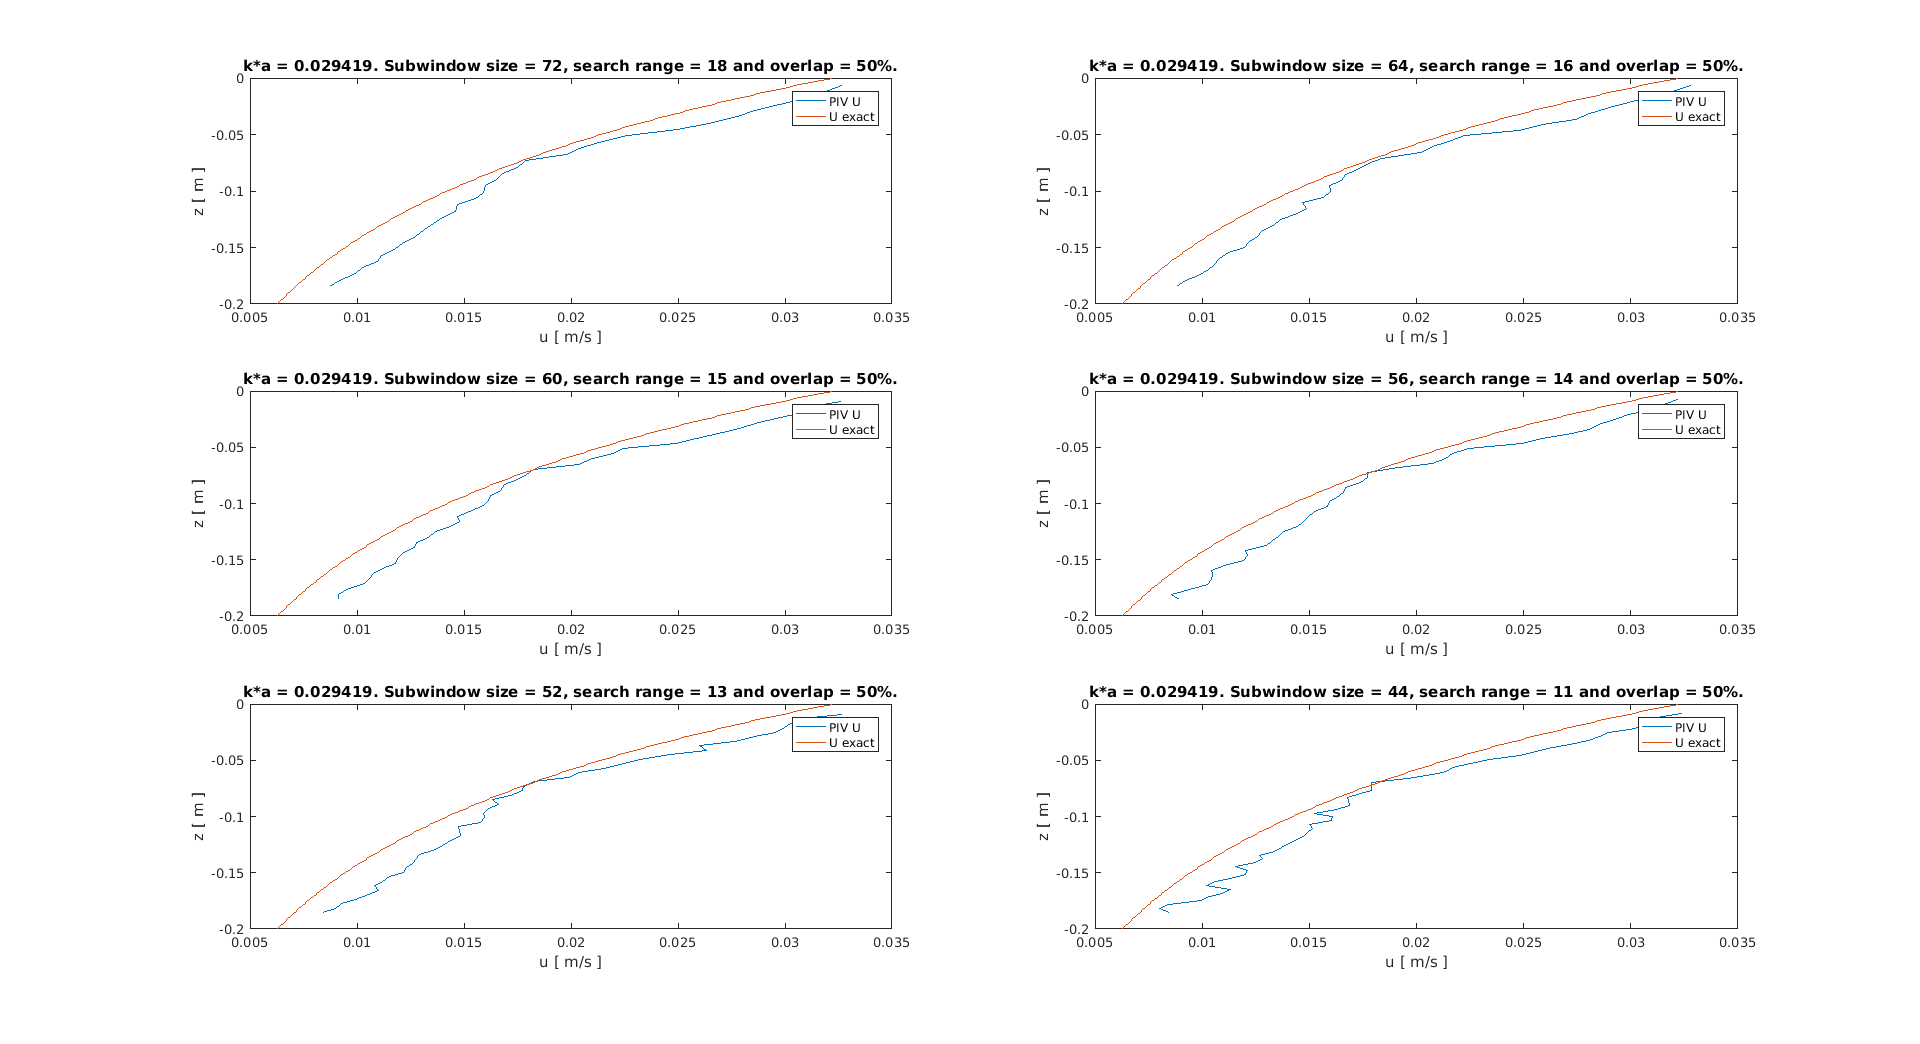 k*a = 0.029419. Subwindow size = 72, search range = 18 and overlap = 50%.
0
-0.05
-0.1
-0.15
-0.2
z [ m ]
0.005 0.01 0.015 0.02 0.025 0.03 0.035
u [ m/s ]
PIV U
U exact
k*a = 0.029419. Subwindow size = 64, search range = 16 and overlap = 50%.
0
-0.05
-0.1
-0.15
-0.2
z [ m ]
0.005 0.01 0.015 0.02 0.025 0.03 0.035
u [ m/s ]
PIV U
U exact
k*a = 0.029419. Subwindow size = 60, search range = 15 and overlap = 50%.
0
-0.05
-0.1
-0.15
-0.2
z [ m ]
0.005 0.01 0.015 0.02 0.025 0.03 0.035
u [ m/s ]
PIV U
U exact
k*a = 0.029419. Subwindow size = 56, search range = 14 and overlap = 50%.
0
-0.05
-0.1
-0.15
-0.2
z [ m ]
0.005 0.01 0.015 0.02 0.025 0.03 0.035
u [ m/s ]
PIV U
U exact
k*a = 0.029419. Subwindow size = 52, search range = 13 and overlap = 50%.
0
-0.05
-0.1
-0.15
-0.2
z [ m ]
0.005 0.01 0.015 0.02 0.025 0.03 0.035
u [ m/s ]
PIV U
U exact
k*a = 0.029419. Subwindow size = 44, search range = 11 and overlap = 50%.
0
-0.05
-0.1
-0.15
-0.2
z [ m ]
0.005 0.01 0.015 0.02 0.025 0.03 0.035
u [ m/s ]
PIV U
U exact